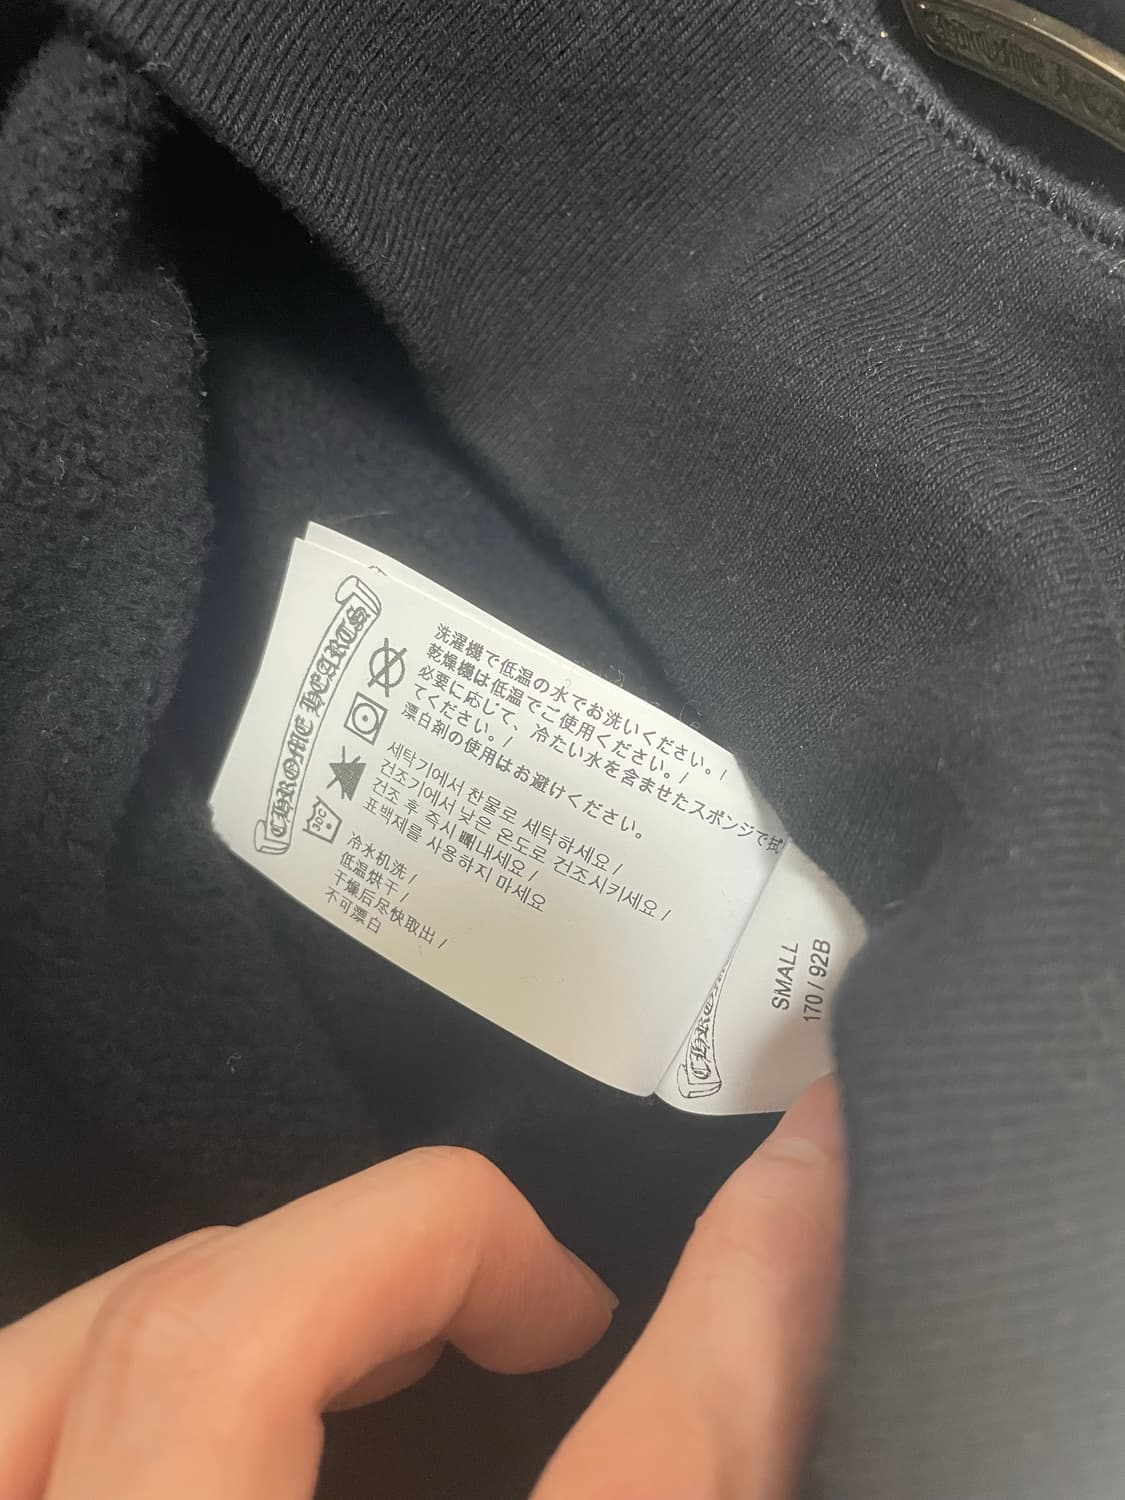 CHROME HEARTS
洗濯機で低温の水でお洗いください。/
乾燥機は低温でご使用ください。/
必要に応じて、冷たい水を含ませたスポンジで拭
てください。/
漂白剤の使用はお避けください。
세탁기에서 찬물로 세탁하세요 /
건조기에서 낮은 온도로 건조시키세요 /
건조 후 즉시 빼내세요 /
표백제를 사용하지 마세요
冷水机洗 /
低温烘干 /
干燥后尽快取出 /
不可漂白
SMALL
170 / 92B